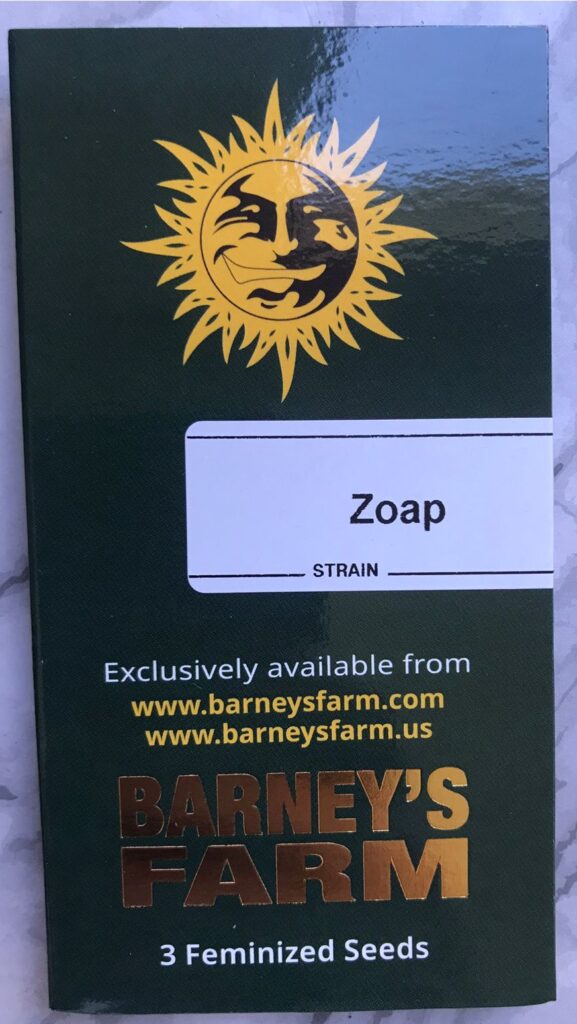 Zoap
STRAIN
Exclusively available from
www.barneysfarm.com
www.barneysfarm.us
BARNEY'S
FARM
3 Feminized Seeds